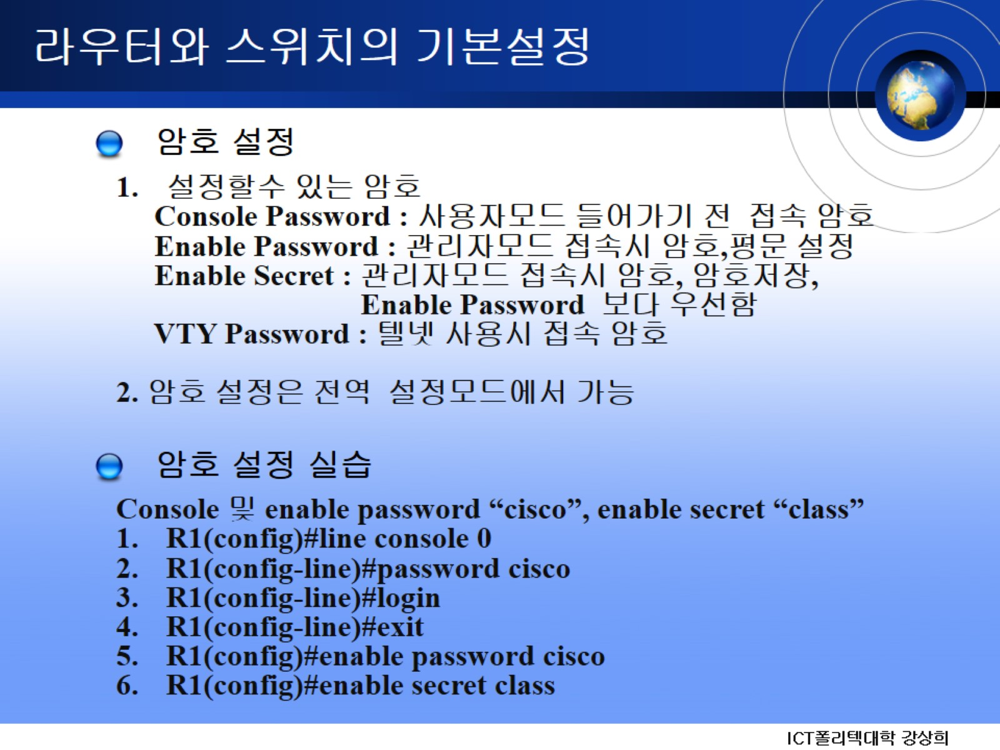 라우터와 스위치의 기본설정
암호 설정
1. 설정할수 있는 암호
Console Password : 사용자모드 들어가기 전 접속 암호
Enable Password : 관리자모드 접속시 암호,평문 설정
Enable Secret : 관리자모드 접속시 암호, 암호저장,
Enable Password 보다 우선함
VTY Password : 텔넷 사용시 접속 암호
2. 암호 설정은 전역 설정모드에서 가능
암호 설정 실습
Console 및 enable password “cisco”, enable secret “class”
1. R1(config)#line console 0
2. R1(config-line)#password cisco
3. R1(config-line)#login
4. R1(config-line)#exit
5. R1(config)#enable password cisco
6. R1(config)#enable secret class
ICT폴리텍대학 강상희